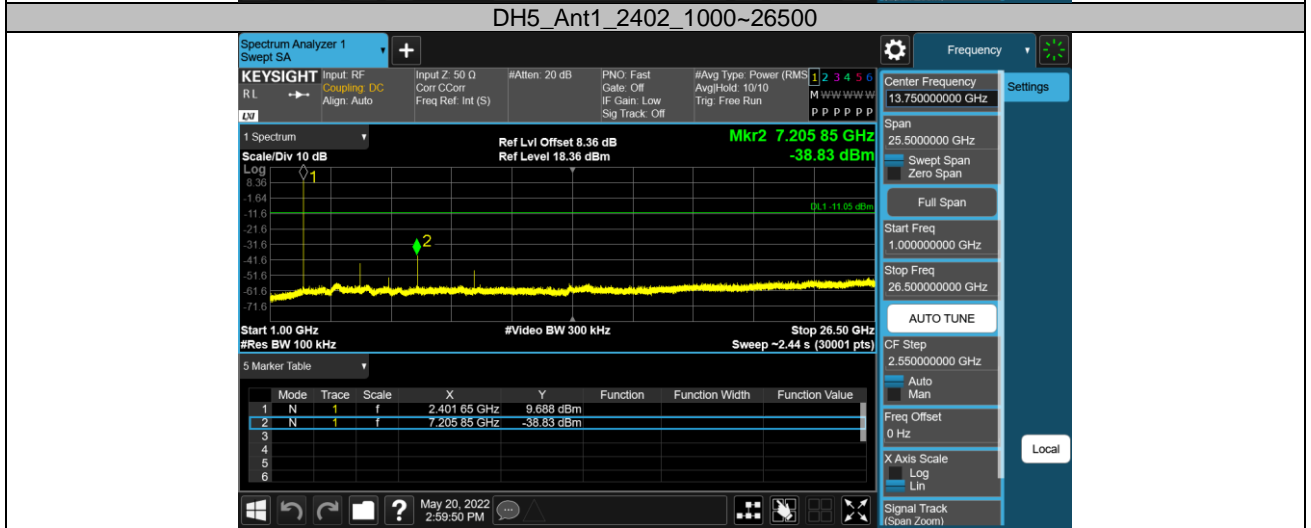 DH5_Ant1_2402_1000~26500
Spectrum Analyzer 1
Swept SA
+
Frequency
KEYSIGHT
RL
LXI
Input: RF
Coupling: DC
Align: Auto
Input Z: 50 Ω
Corr CCorr
Freq Ref: Int (S)
#Atten: 20 dB
PNO: Fast
Gate: Off
IF Gain: Low
Sig Track: Off
#Avg Type: Power (RMS
Avg|Hold: 10/10
Trig: Free Run
1 2 3 4 5 6
M W W W W W
P P P P P P
1 Spectrum
Scale/Div 10 dB
Ref Lvl Offset 8.36 dB
Ref Level 18.36 dBm
Mkr2 7.205 85 GHz
-38.83 dBm
Log
8.36
-1.64
-11.6
-21.6
-31.6
-41.6
-51.6
-61.6
-71.6
1
2
DL1 -11.05 dBm
Start 1.00 GHz
#Res BW 100 kHz
#Video BW 300 kHz
Stop 26.50 GHz
Sweep ~2.44 s (30001 pts)
5 Marker Table
Mode Trace Scale X Y Function Function Width Function Value
1 N 1 f 2.401 65 GHz 9.688 dBm
2 N 1 f 7.205 85 GHz -38.83 dBm
3
4
5
6
?
May 20, 2022
2:59:50 PM
Center Frequency
13.750000000 GHz
Span
25.5000000 GHz
Swept Span
Zero Span
Full Span
Start Freq
1.000000000 GHz
Stop Freq
26.500000000 GHz
AUTO TUNE
CF Step
2.550000000 GHz
Auto
Man
Freq Offset
0 Hz
X Axis Scale
Log
Lin
Signal Track
(Span Zoom)
Settings
Local